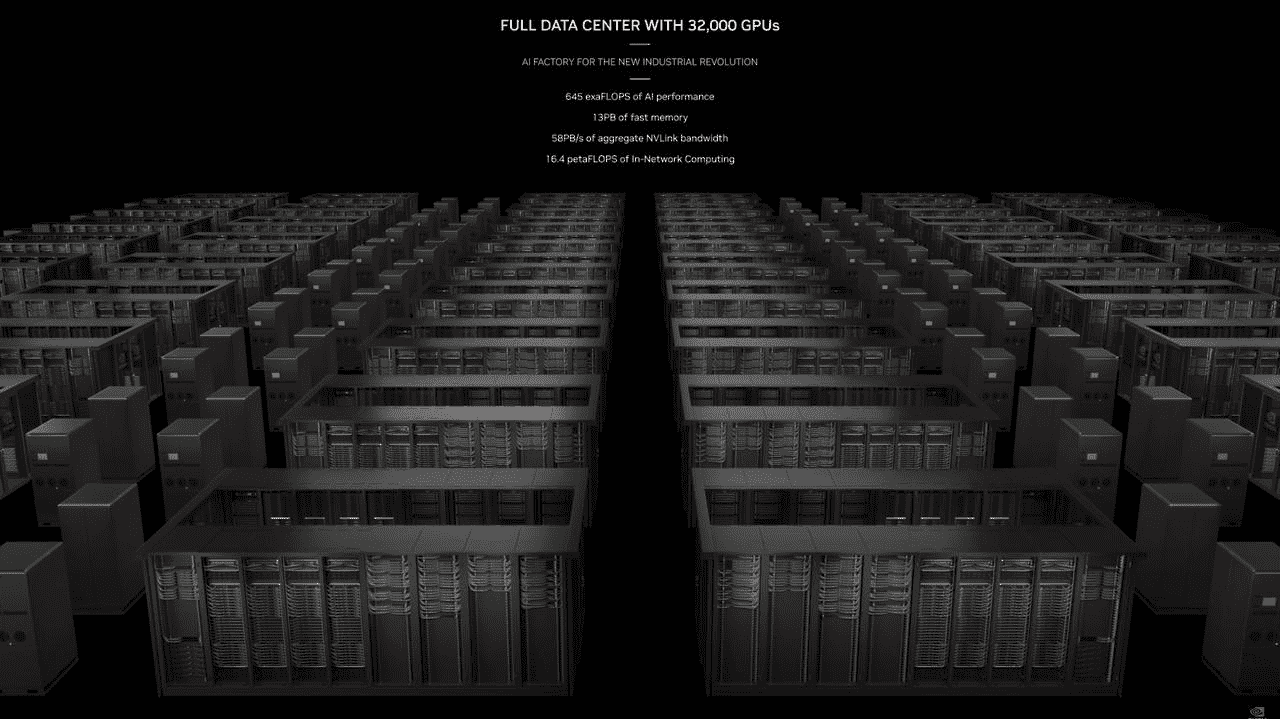 FULL DATA CENTER WITH 32,000 GPUs
AI FACTORY FOR THE NEW INDUSTRIAL REVOLUTION
645 exaFLOPS of AI performance
13PB of fast memory
58PB/s of aggregate NVLink bandwidth
16.4 petaFLOPS of In-Network Computing